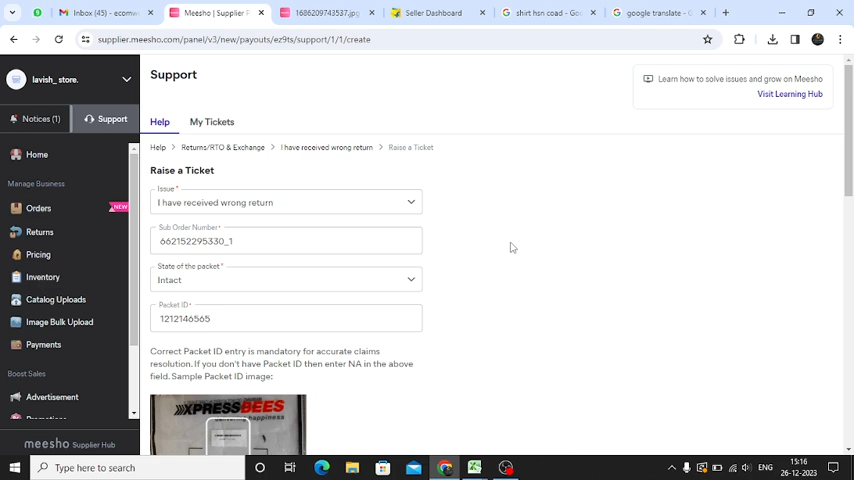 Inbox (45) - ecomw
Meesho | Supplier P
1686209743537.jpg
Seller Dashboard
shirt hsn coad - Goo
google translate - G
supplier.meesho.com/panel/v3/new/payouts/ez9ts/support/1/1/create
lavish_store.
Support
Learn how to solve issues and grow on Meesho
Visit Learning Hub
Notices (1)
Support
Help
My Tickets
Home
Help > Returns/RTO & Exchange > I have received wrong return > Raise a Ticket
Manage Business
Raise a Ticket
Orders
NEW
Issue*
I have received wrong return
Returns
Sub Order Number*
662152295330_1
Pricing
State of the packet*
Intact
Inventory
Catalog Uploads
Packet ID*
1212146565
Image Bulk Upload
Payments
Correct Packet ID entry is mandatory for accurate claims
resolution. If you don't have Packet ID then enter NA in the above
field. Sample Packet ID image:
Boost Sales
Advertisement
Promotions
XPRESSBEES
happiness
meesho Supplier Hub
Type here to search
ENG
15:16
26-12-2023